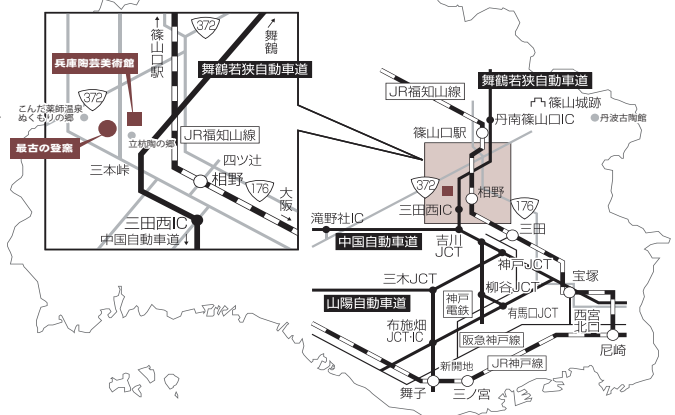 372
篠山口駅
舞鶴
兵庫陶芸美術館
舞鶴若狭自動車道
372
こんだ薬師温泉
ぬくもりの郷
最古の登窯
立杭陶の郷
JR福知山線
三本峠
四ツ辻
相野
176
大阪
三田西IC
中国自動車道
舞鶴若狭自動車道
JR福知山線
篠山城跡
丹南篠山口IC
丹波古陶館
篠山口駅
372
相野
176
三田西IC
滝野社IC
三田
中国自動車道
吉川
JCT
神戸JCT
三木JCT
柳谷JCT
宝塚
山陽自動車道
神戸
電鉄
有馬口JCT
西宮
北口
布施畑
JCT・IC
阪急神戸線
尼崎
新開地
JR神戸線
舞子
三ノ宮